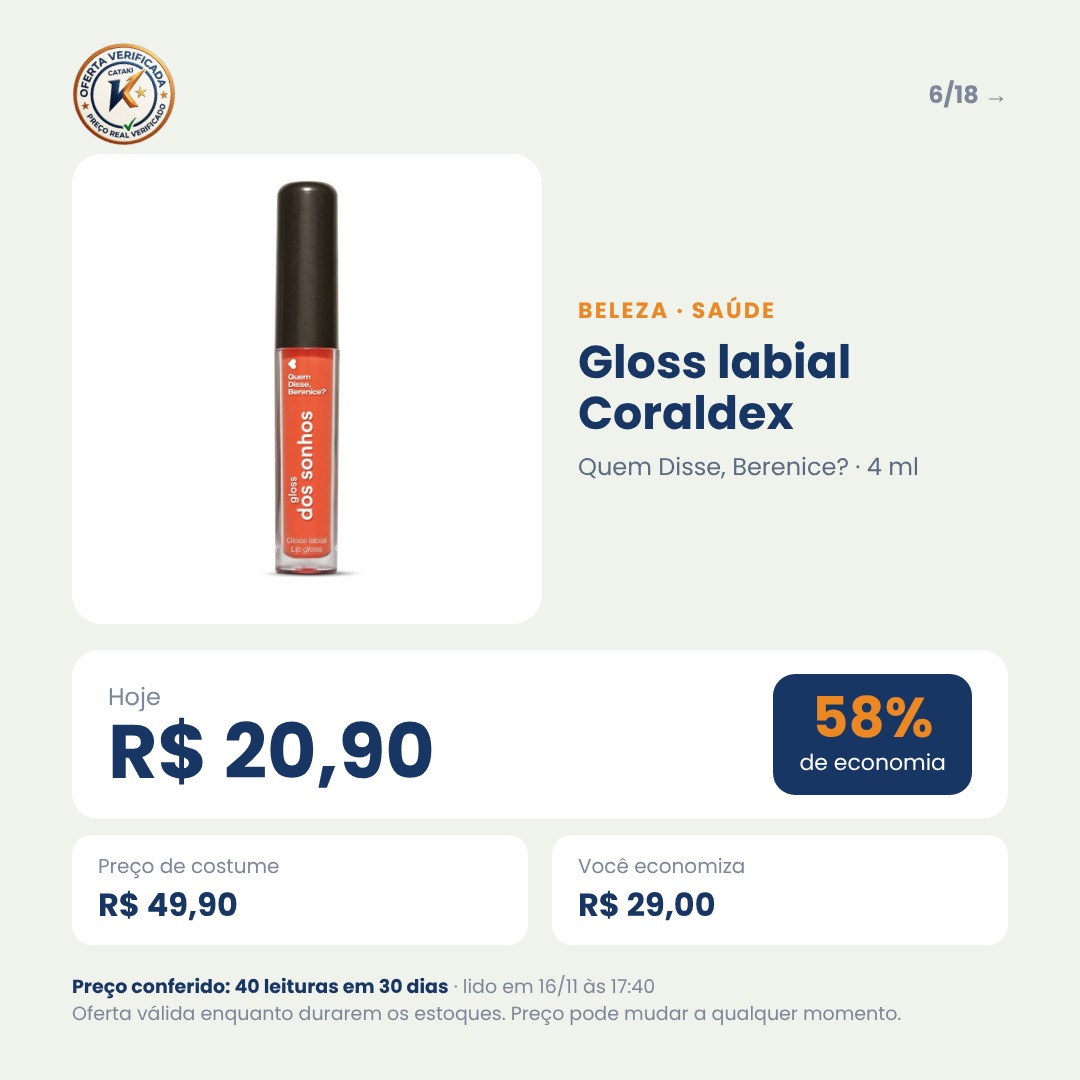 OFERTA VERIFICADA
CATAKI
K
PREÇO REAL VERIFICADO
6/18 →
Quem
Disse,
Berenice?
gloss
dos sonhos
Gloss labial
Lip gloss
BELEZA · SAÚDE
Gloss labial
Coraldex
Quem Disse, Berenice? · 4 ml
Hoje
R$ 20,90
58%
de economia
Preço de costume
R$ 49,90
Você economiza
R$ 29,00
Preço conferido: 40 leituras em 30 dias · lido em 16/11 às 17:40
Oferta válida enquanto durarem os estoques. Preço pode mudar a qualquer momento.